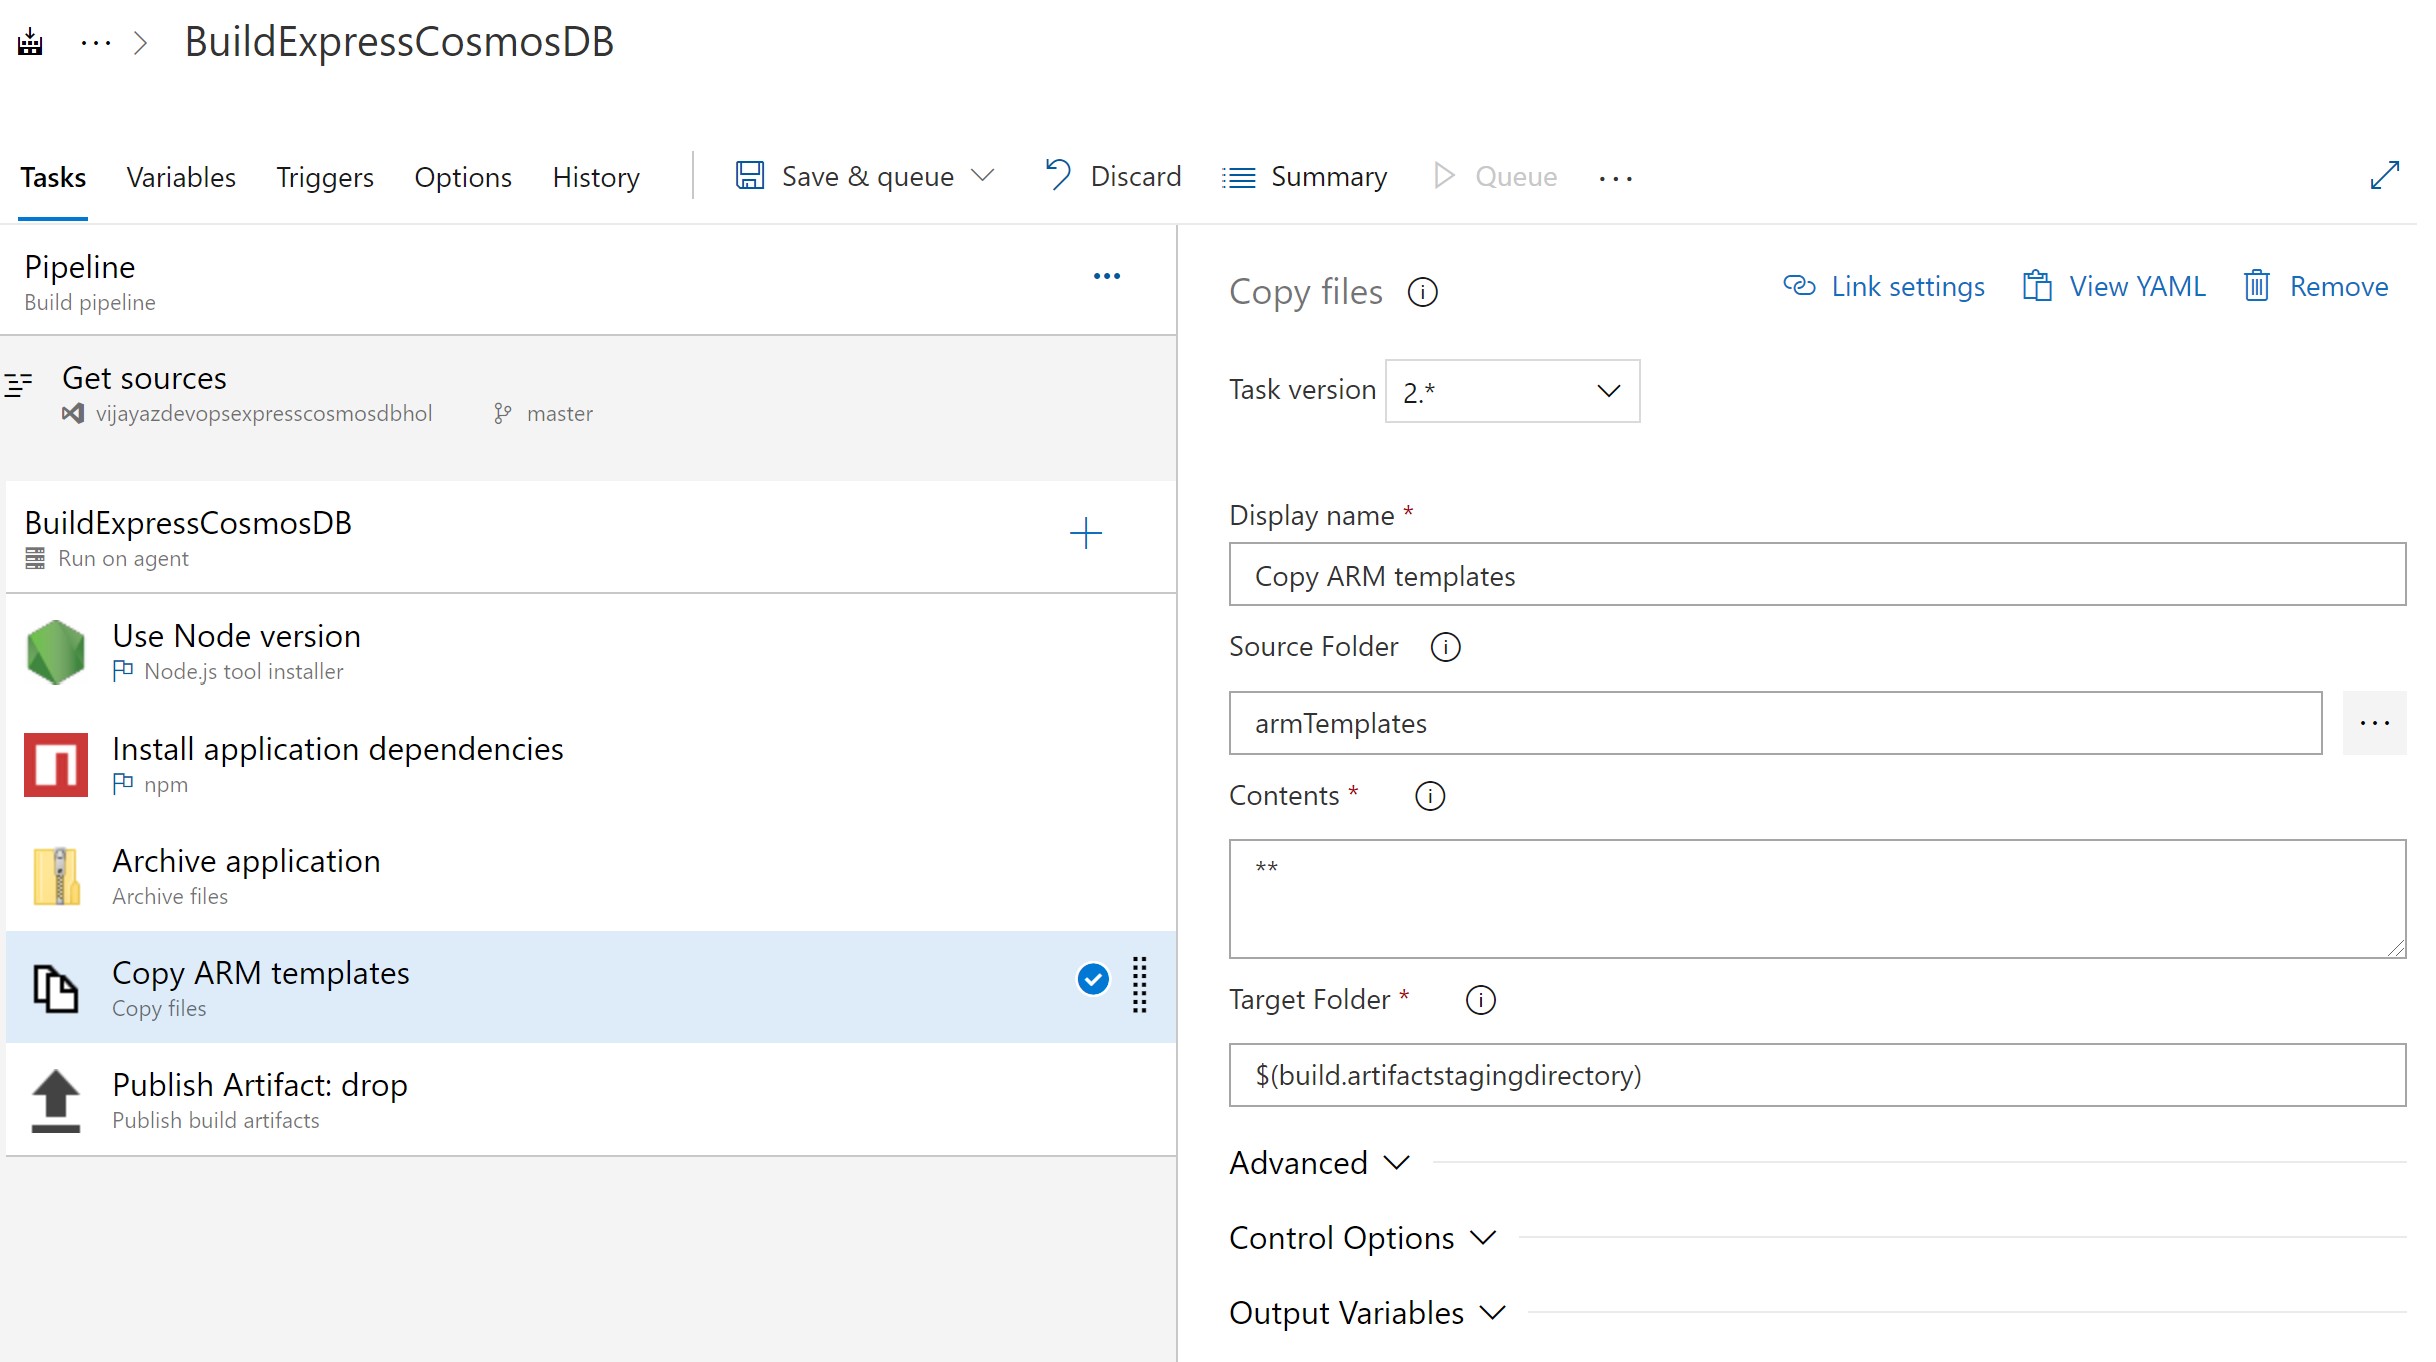 BuildExpressCosmosDB
Tasks Variables Triggers Options History Save & queue Discard Summary Queue
Pipeline
Build pipeline
Get sources
vijayazdevopsexpresscosmosdbhol master
BuildExpressCosmosDB
Run on agent
Use Node version
Node.js tool installer
Install application dependencies
npm
Archive application
Archive files
Copy ARM templates
Copy files
Publish Artifact: drop
Publish build artifacts
Copy files Link settings View YAML Remove
Task version 2.*
Display name *
Copy ARM templates
Source Folder
armTemplates
Contents *
**
Target Folder *
$(build.artifactstagingdirectory)
Advanced
Control Options
Output Variables